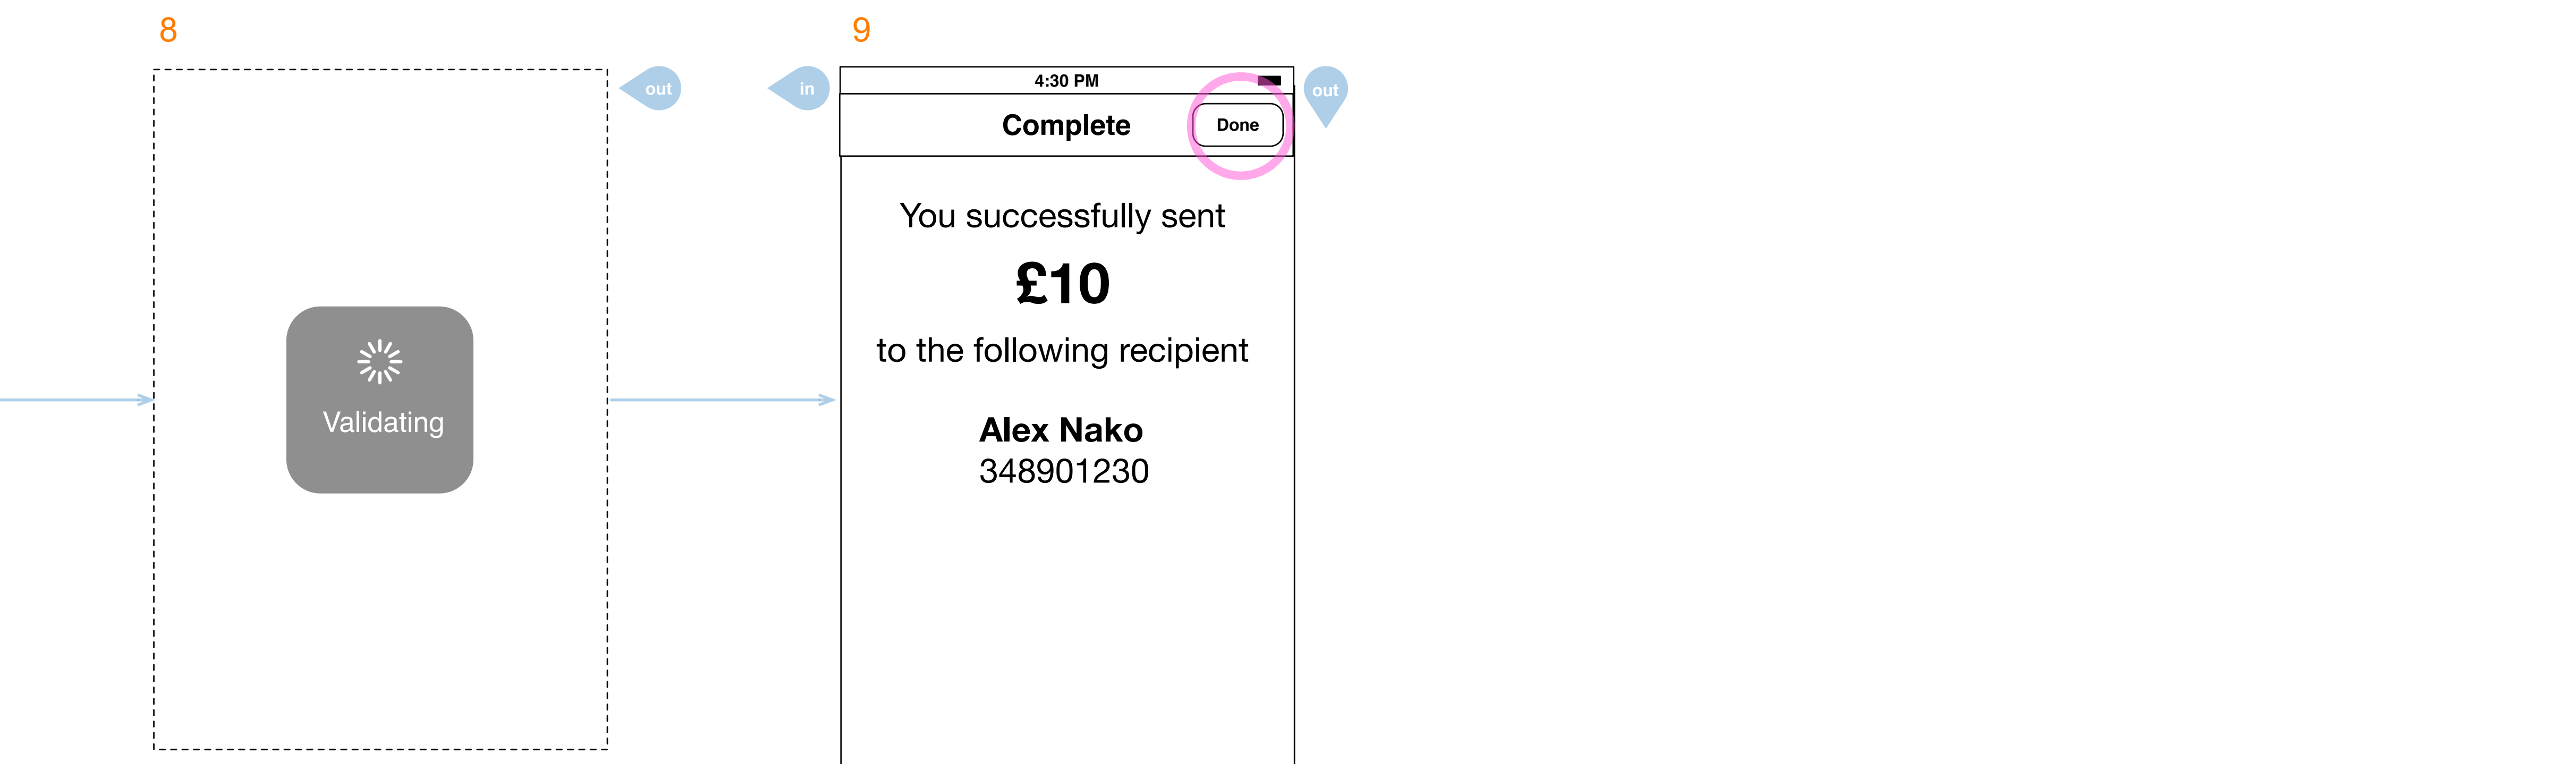 8
out
Validating
in
9
4:30 PM
Complete
Done
out
You successfully sent
£10
to the following recipient
Alex Nako
348901230